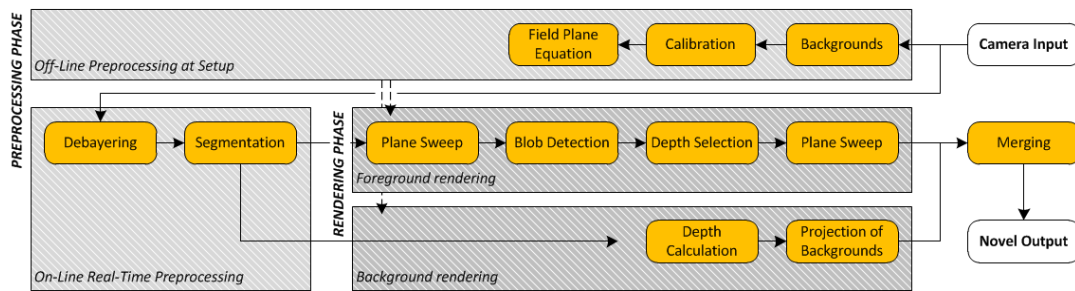 PREPROCESSING PHASE
Field Plane
Equation
Calibration
Backgrounds
Camera Input
Off-Line Preprocessing at Setup
Debayering
Segmentation
On-Line Real-Time Preprocessing
RENDERING PHASE
Plane Sweep
Blob Detection
Depth Selection
Plane Sweep
Merging
Foreground rendering
Depth
Calculation
Projection of
Backgrounds
Novel Output
Background rendering